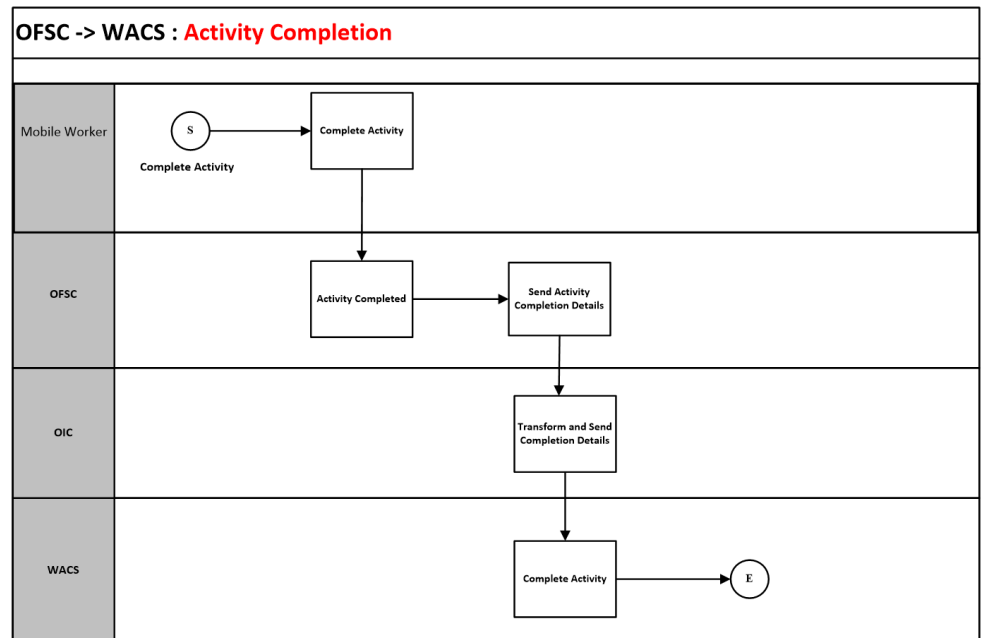 OFSC -> WACS : Activity Completion
Mobile Worker
S
Complete Activity
Complete Activity
OFSC
Activity Completed
Send Activity
Completion Details
OIC
Transform and Send
Completion Details
WACS
Complete Activity
E